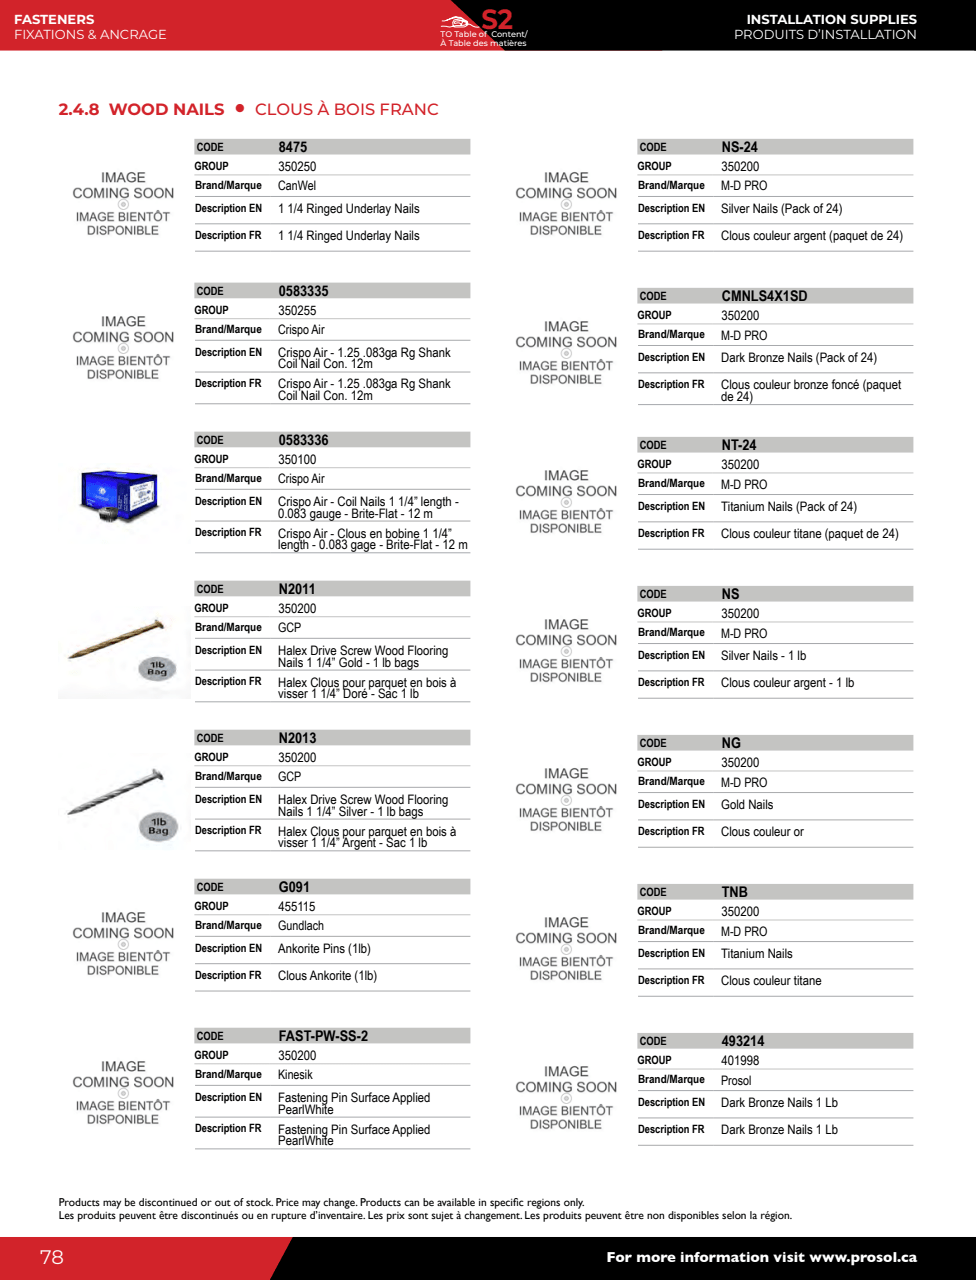 FASTENERS
FIXATIONS & ANCRAGE
S2
TO Table of Content/
À Table des matières
INSTALLATION SUPPLIES
PRODUITS D'INSTALLATION
2.4.8 WOOD NAILS • CLOUS À BOIS FRANC
IMAGE
COMING SOON
IMAGE BIENTÔT
DISPONIBLE
CODE 8475
GROUP 350250
Brand/Marque CanWel
Description EN 1 1/4 Ringed Underlay Nails
Description FR 1 1/4 Ringed Underlay Nails
IMAGE
COMING SOON
IMAGE BIENTÔT
DISPONIBLE
CODE 0583335
GROUP 350255
Brand/Marque Crispo Air
Description EN Crispo Air - 1.25 .083ga Rg Shank
Coil Nail Con. 12m
Description FR Crispo Air - 1.25 .083ga Rg Shank
Coil Nail Con. 12m
CODE 0583336
GROUP 350100
Brand/Marque Crispo Air
Description EN Crispo Air - Coil Nails 1 1/4” length -
0.083 gauge - Brite-Flat - 12 m
Description FR Crispo Air - Clous en bobine 1 1/4”
length - 0.083 gage - Brite-Flat - 12 m
1lb
Bag
CODE N2011
GROUP 350200
Brand/Marque GCP
Description EN Halex Drive Screw Wood Flooring
Nails 1 1/4” Gold - 1 lb bags
Description FR Halex Clous pour parquet en bois à
visser 1 1/4” Doré - Sac 1 lb
1lb
Bag
CODE N2013
GROUP 350200
Brand/Marque GCP
Description EN Halex Drive Screw Wood Flooring
Nails 1 1/4” Silver - 1 lb bags
Description FR Halex Clous pour parquet en bois à
visser 1 1/4” Argent - Sac 1 lb
IMAGE
COMING SOON
IMAGE BIENTÔT
DISPONIBLE
CODE G091
GROUP 455115
Brand/Marque Gundlach
Description EN Ankorite Pins (1lb)
Description FR Clous Ankorite (1lb)
IMAGE
COMING SOON
IMAGE BIENTÔT
DISPONIBLE
CODE FAST-PW-SS-2
GROUP 350200
Brand/Marque Kinesik
Description EN Fastening Pin Surface Applied
PearlWhite
Description FR Fastening Pin Surface Applied
PearlWhite
IMAGE
COMING SOON
IMAGE BIENTÔT
DISPONIBLE
CODE NS-24
GROUP 350200
Brand/Marque M-D PRO
Description EN Silver Nails (Pack of 24)
Description FR Clous couleur argent (paquet de 24)
IMAGE
COMING SOON
IMAGE BIENTÔT
DISPONIBLE
CODE CMNLS4X1SD
GROUP 350200
Brand/Marque M-D PRO
Description EN Dark Bronze Nails (Pack of 24)
Description FR Clous couleur bronze foncé (paquet
de 24)
IMAGE
COMING SOON
IMAGE BIENTÔT
DISPONIBLE
CODE NT-24
GROUP 350200
Brand/Marque M-D PRO
Description EN Titanium Nails (Pack of 24)
Description FR Clous couleur titane (paquet de 24)
IMAGE
COMING SOON
IMAGE BIENTÔT
DISPONIBLE
CODE NS
GROUP 350200
Brand/Marque M-D PRO
Description EN Silver Nails - 1 lb
Description FR Clous couleur argent - 1 lb
IMAGE
COMING SOON
IMAGE BIENTÔT
DISPONIBLE
CODE NG
GROUP 350200
Brand/Marque M-D PRO
Description EN Gold Nails
Description FR Clous couleur or
IMAGE
COMING SOON
IMAGE BIENTÔT
DISPONIBLE
CODE TNB
GROUP 350200
Brand/Marque M-D PRO
Description EN Titanium Nails
Description FR Clous couleur titane
IMAGE
COMING SOON
IMAGE BIENTÔT
DISPONIBLE
CODE 493214
GROUP 401998
Brand/Marque Prosol
Description EN Dark Bronze Nails 1 Lb
Description FR Dark Bronze Nails 1 Lb
Products may be discontinued or out of stock. Price may change. Products can be available in specific regions only.
Les produits peuvent être discontinués ou en rupture d'inventaire. Les prix sont sujet à changement. Les produits peuvent être non disponibles selon la région.
78
For more information visit www.prosol.ca